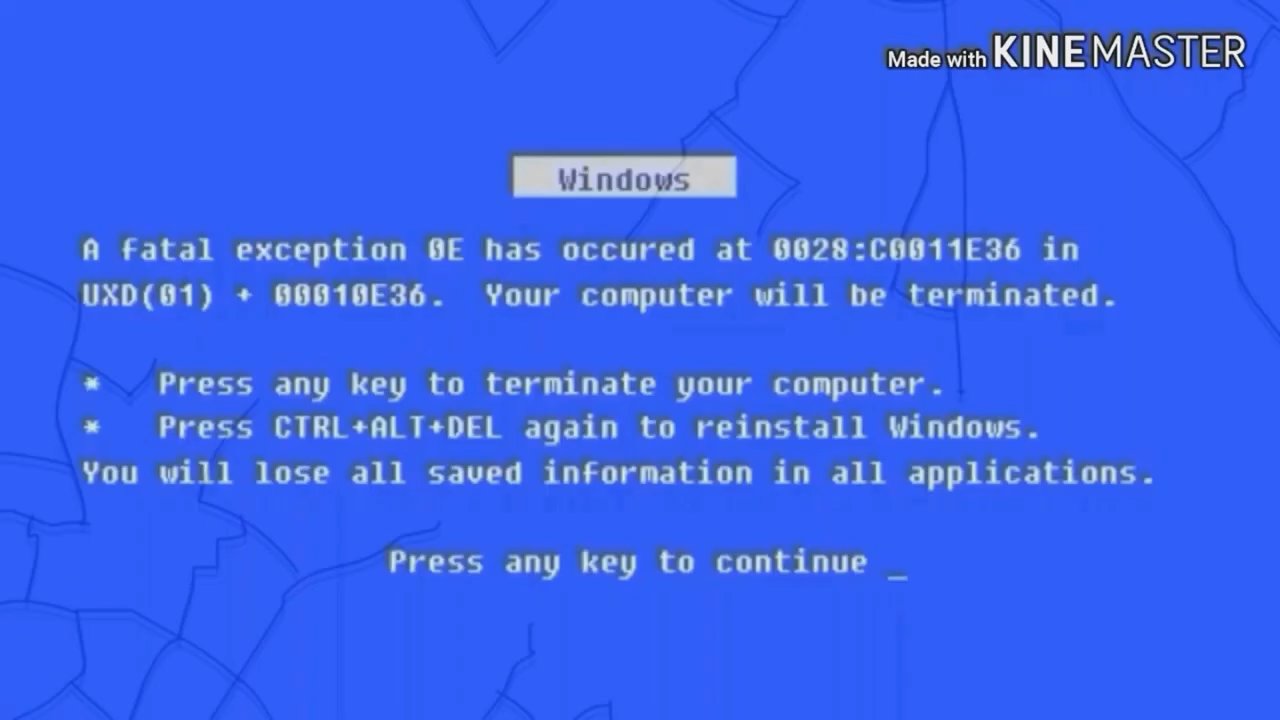 Made with KINEMASTER
Windows
A fatal exception 0E has occured at 0028:C0011E36 in
UXD(01) + 00010E36.  Your computer will be terminated.
*   Press any key to terminate your computer.
*   Press CTRL+ALT+DEL again to reinstall Windows.
You will lose all saved information in all applications.
Press any key to continue _